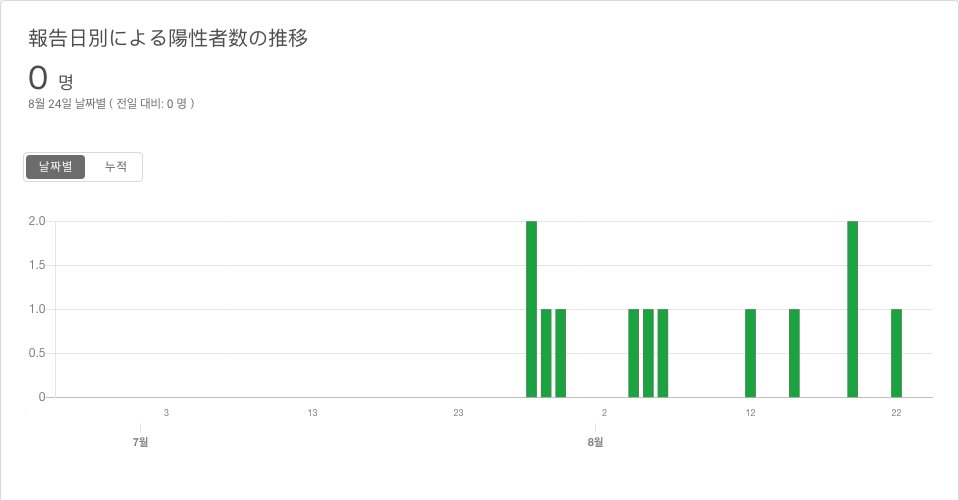 報告日別による陽性者数の推移
0 명
8월 24일 날짜별 ( 전일 대비: 0 명 )
날짜별 누적
2.0
1.5
1.0
0.5
0
3 13 23 2 12 22
7월 8월